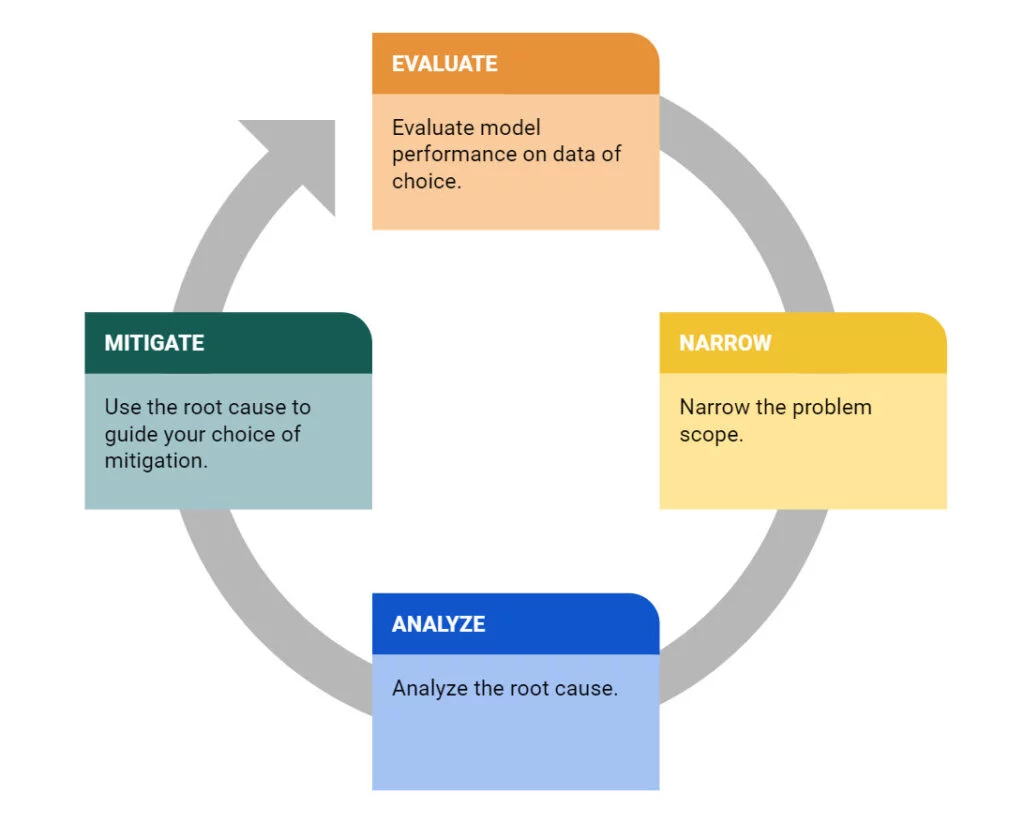 EVALUATE
Evaluate model
performance on data of
choice.
NARROW
Narrow the problem
scope.
ANALYZE
Analyze the root cause.
MITIGATE
Use the root cause to
guide your choice of
mitigation.